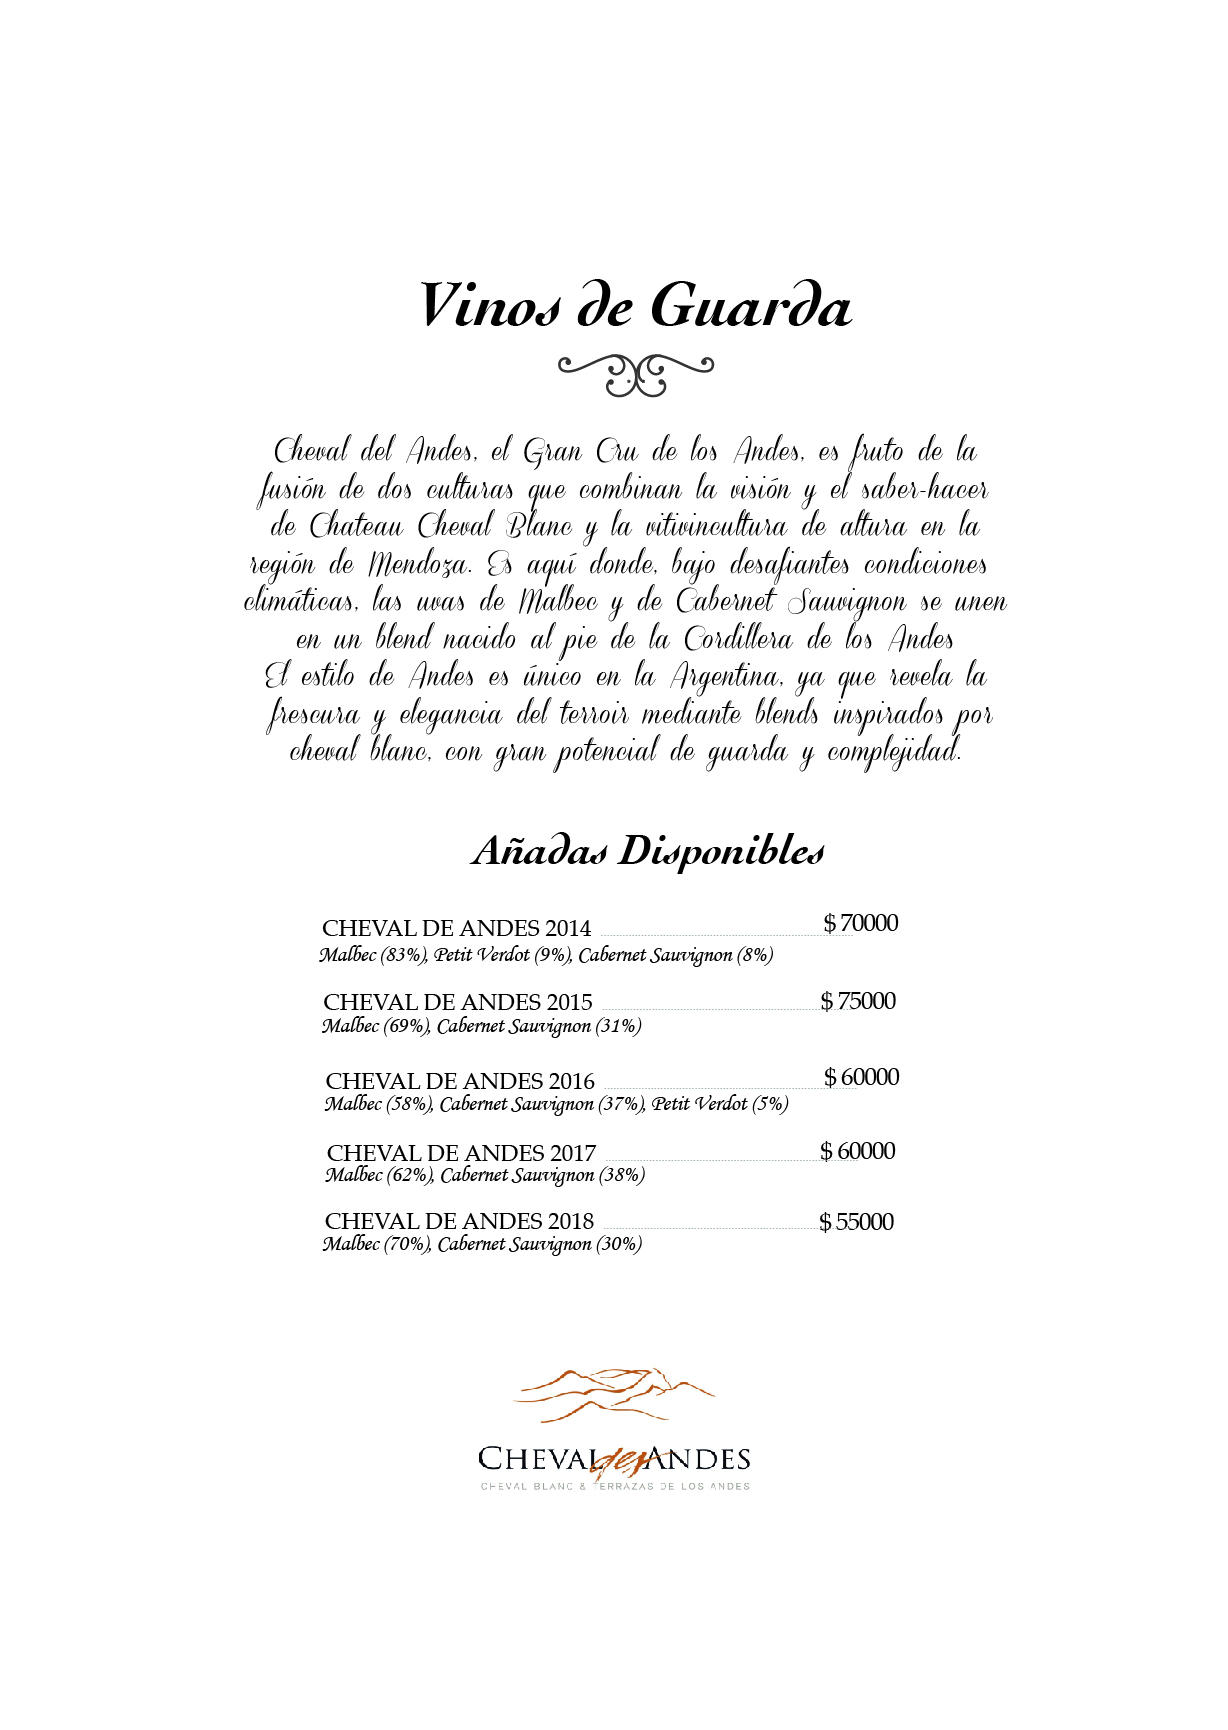 Vinos de Guarda
Cheval del Andes, el Gran Cru de los Andes, es fruto de la
fusión de dos culturas que combinan la visión y el saber-hacer
de Chateau Cheval Blanc y la vitivincultura de altura en la
región de Mendoza. Es aquí donde, bajo desafiantes condiciones
climáticas, las uvas de Malbec y de Cabernet Sauvignon se unen
en un blend nacido al pie de la Cordillera de los Andes
El estilo de Andes es único en la Argentina, ya que revela la
frescura y elegancia del terroir mediante blends inspirados por
cheval blanc, con gran potencial de guarda y complejidad.
Añadas Disponibles
CHEVAL DE ANDES 2014 $ 70000
Malbec (83%), Petit Verdot (9%), Cabernet Sauvignon (8%)
CHEVAL DE ANDES 2015 $ 75000
Malbec (69%), Cabernet Sauvignon (31%)
CHEVAL DE ANDES 2016 $ 60000
Malbec (58%), Cabernet Sauvignon (37%), Petit Verdot (5%)
CHEVAL DE ANDES 2017 $ 60000
Malbec (62%), Cabernet Sauvignon (38%)
CHEVAL DE ANDES 2018 $ 55000
Malbec (70%), Cabernet Sauvignon (30%)
CHEVAL des ANDES
CHEVAL BLANC & TERRAZAS DE LOS ANDES